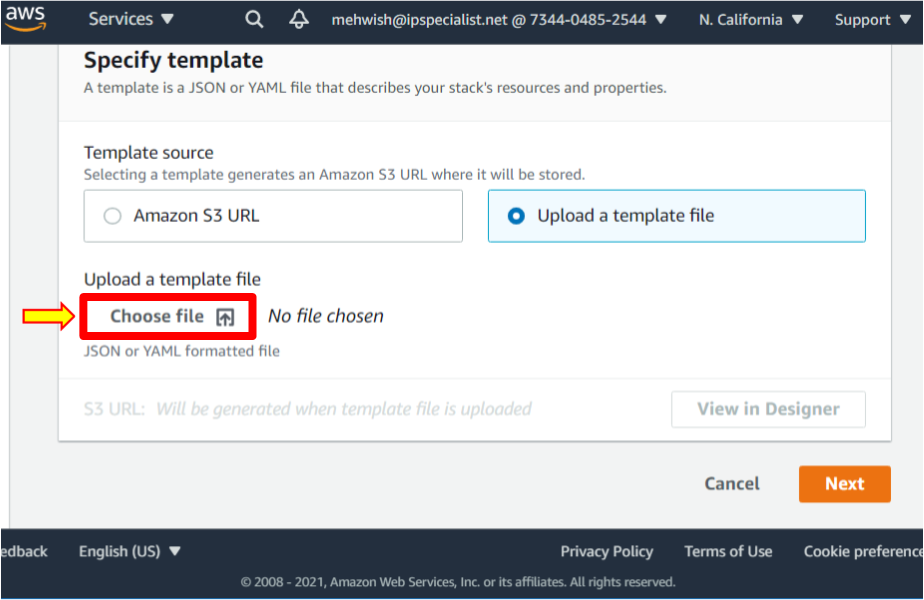 aws Services ▼ mehwish@ipspecialist.net @ 7344-0485-2544 ▼ N. California ▼ Support ▼
Specify template
A template is a JSON or YAML file that describes your stack's resources and properties.
Template source
Selecting a template generates an Amazon S3 URL where it will be stored.
Amazon S3 URL Upload a template file
Upload a template file
Choose file No file chosen
JSON or YAML formatted file
S3 URL: Will be generated when template file is uploaded View in Designer
Cancel Next
edback English (US) ▼ Privacy Policy Terms of Use Cookie preference
© 2008 - 2021, Amazon Web Services, Inc. or its affiliates. All rights reserved.